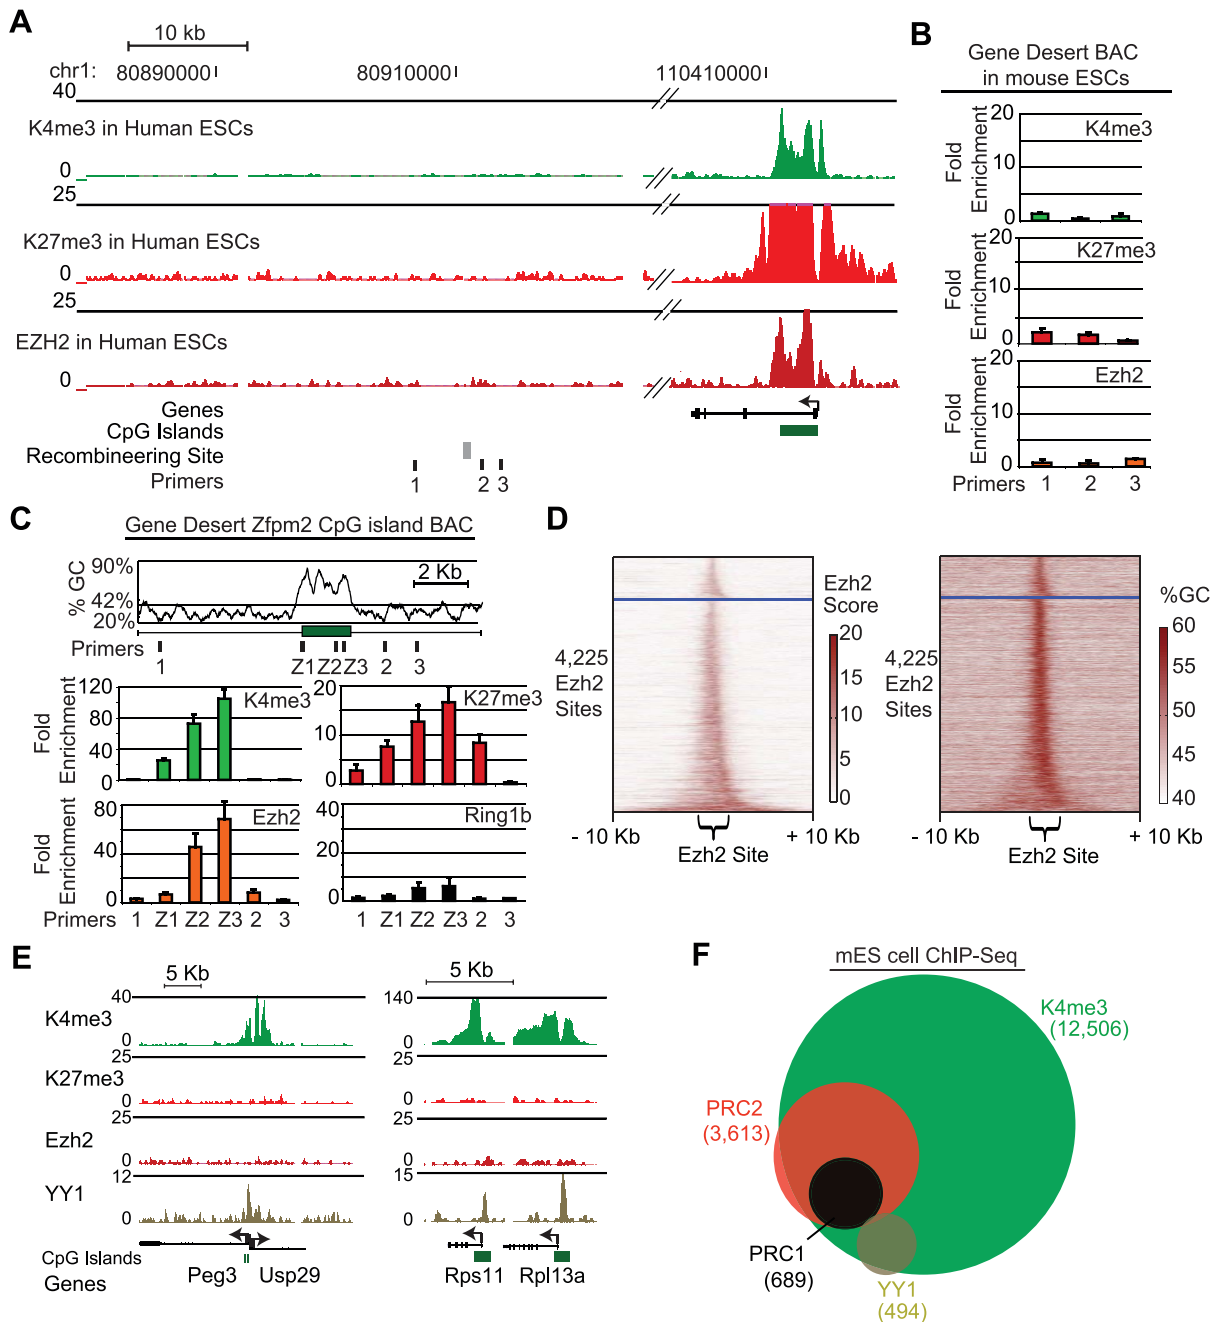 A
10 kb
chr1:
80890000
80910000
110410000
40
K4me3 in Human ESCs
0
25
K27me3 in Human ESCs
0
25
EZH2 in Human ESCs
0
Genes
CpG Islands
Recombineering Site
Primers
1
2
3
B
Gene Desert BAC
in mouse ESCs
Fold
Enrichment
20
10
0
K4me3
Fold
Enrichment
20
10
0
K27me3
Fold
Enrichment
20
10
0
Ezh2
Primers
1
2
3
C
Gene Desert Zfpm2 CpG island BAC
% GC
90%
42%
20%
2 Kb
Primers
1
Z1
Z2
Z3
2
3
Fold
Enrichment
120
80
40
0
K4me3
20
10
0
K27me3
Fold
Enrichment
80
40
0
Ezh2
40
20
0
Ring1b
Primers
1
Z1
Z2
Z3
2
3
1
Z1
Z2
Z3
2
3
D
4,225
Ezh2
Sites
Ezh2
Score
20
15
10
5
0
- 10 Kb
+ 10 Kb
Ezh2 Site
4,225
Ezh2
Sites
%GC
60
55
50
45
40
- 10 Kb
+ 10 Kb
Ezh2 Site
E
5 Kb
5 Kb
K4me3
40
0
140
0
K27me3
25
0
25
0
Ezh2
25
0
25
0
YY1
12
0
15
0
CpG Islands
Genes
Peg3
Usp29
Rps11
Rpl13a
F
mES cell ChIP-Seq
K4me3
(12,506)
PRC2
(3,613)
PRC1
(689)
YY1
(494)